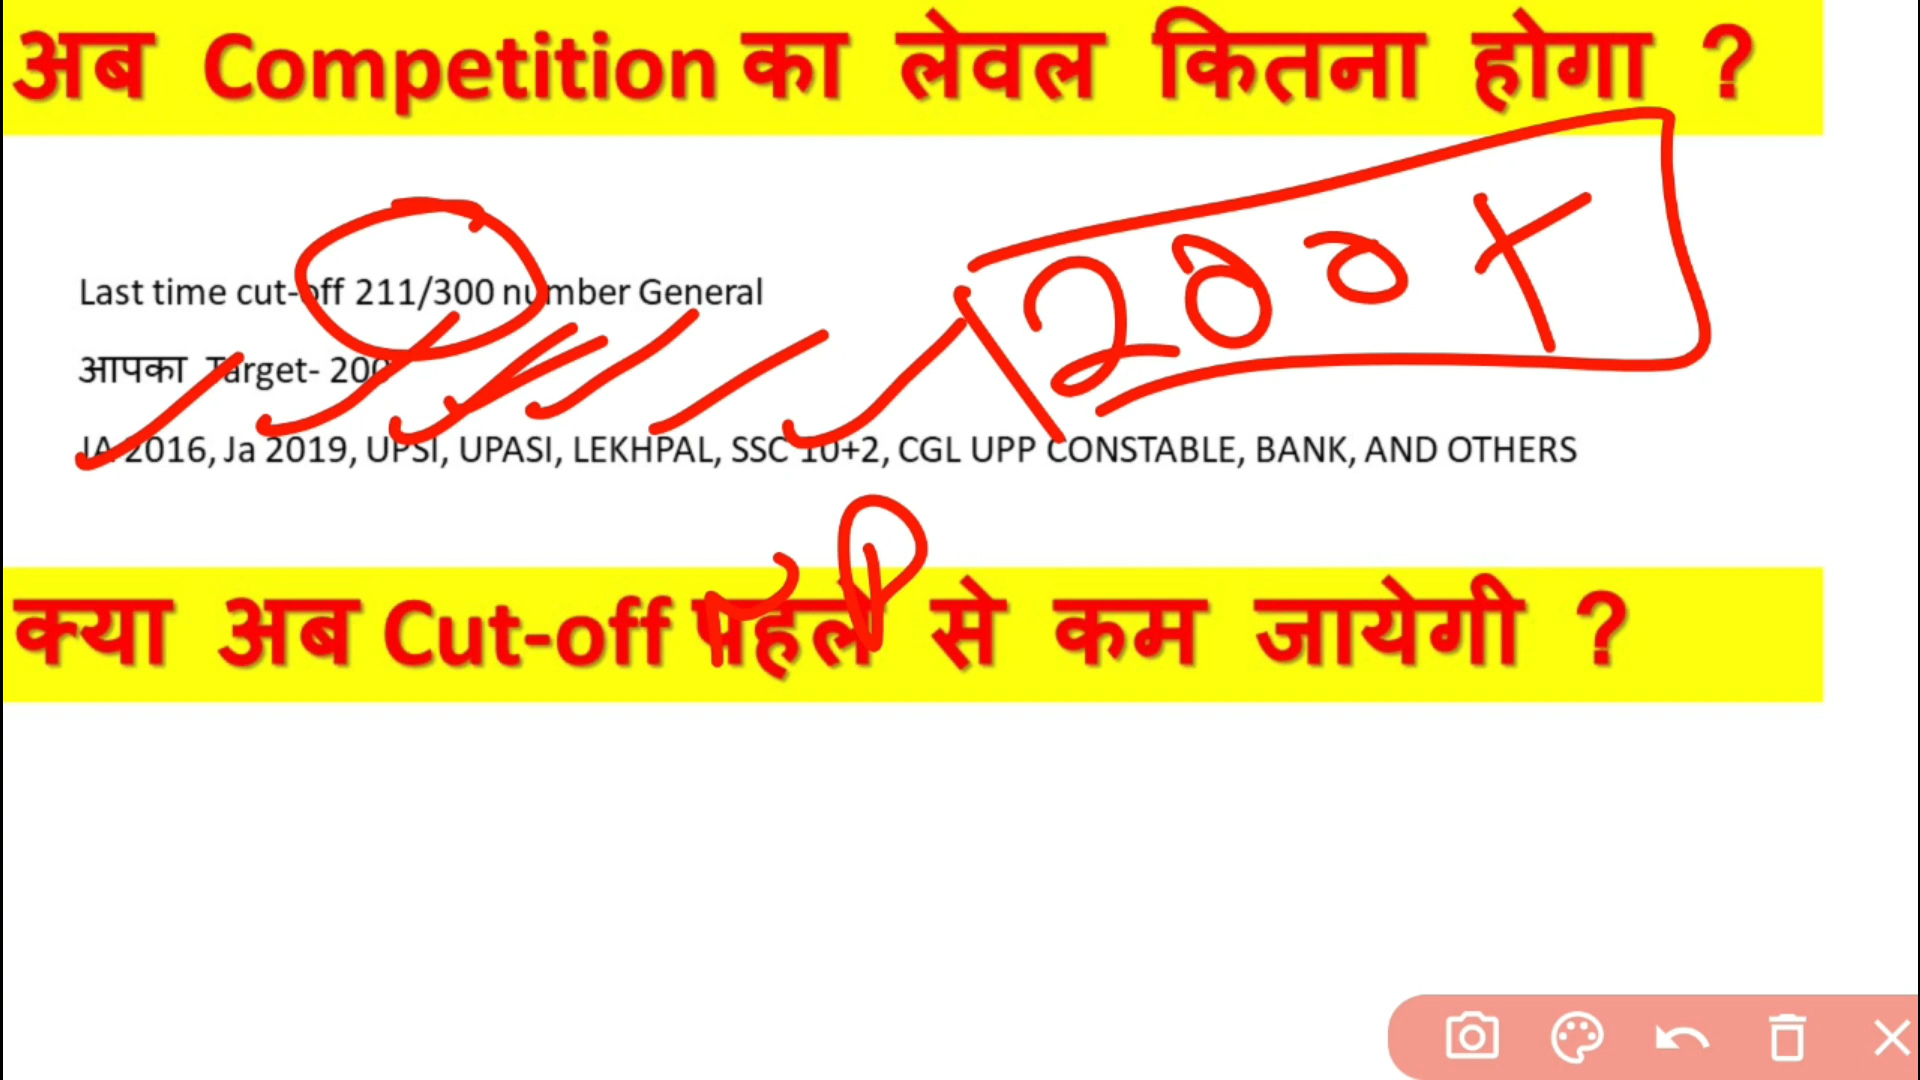 अब Competition का लेवल कितना होगा ?
200+
Last time cut-off 211/300 number General
आपका Target- 200
JA 2016, Ja 2019, UPSI, UPASI, LEKHPAL, SSC 10+2, CGL UPP CONSTABLE, BANK, AND OTHERS
क्या अब Cut-off पहले से कम जायेगी ?